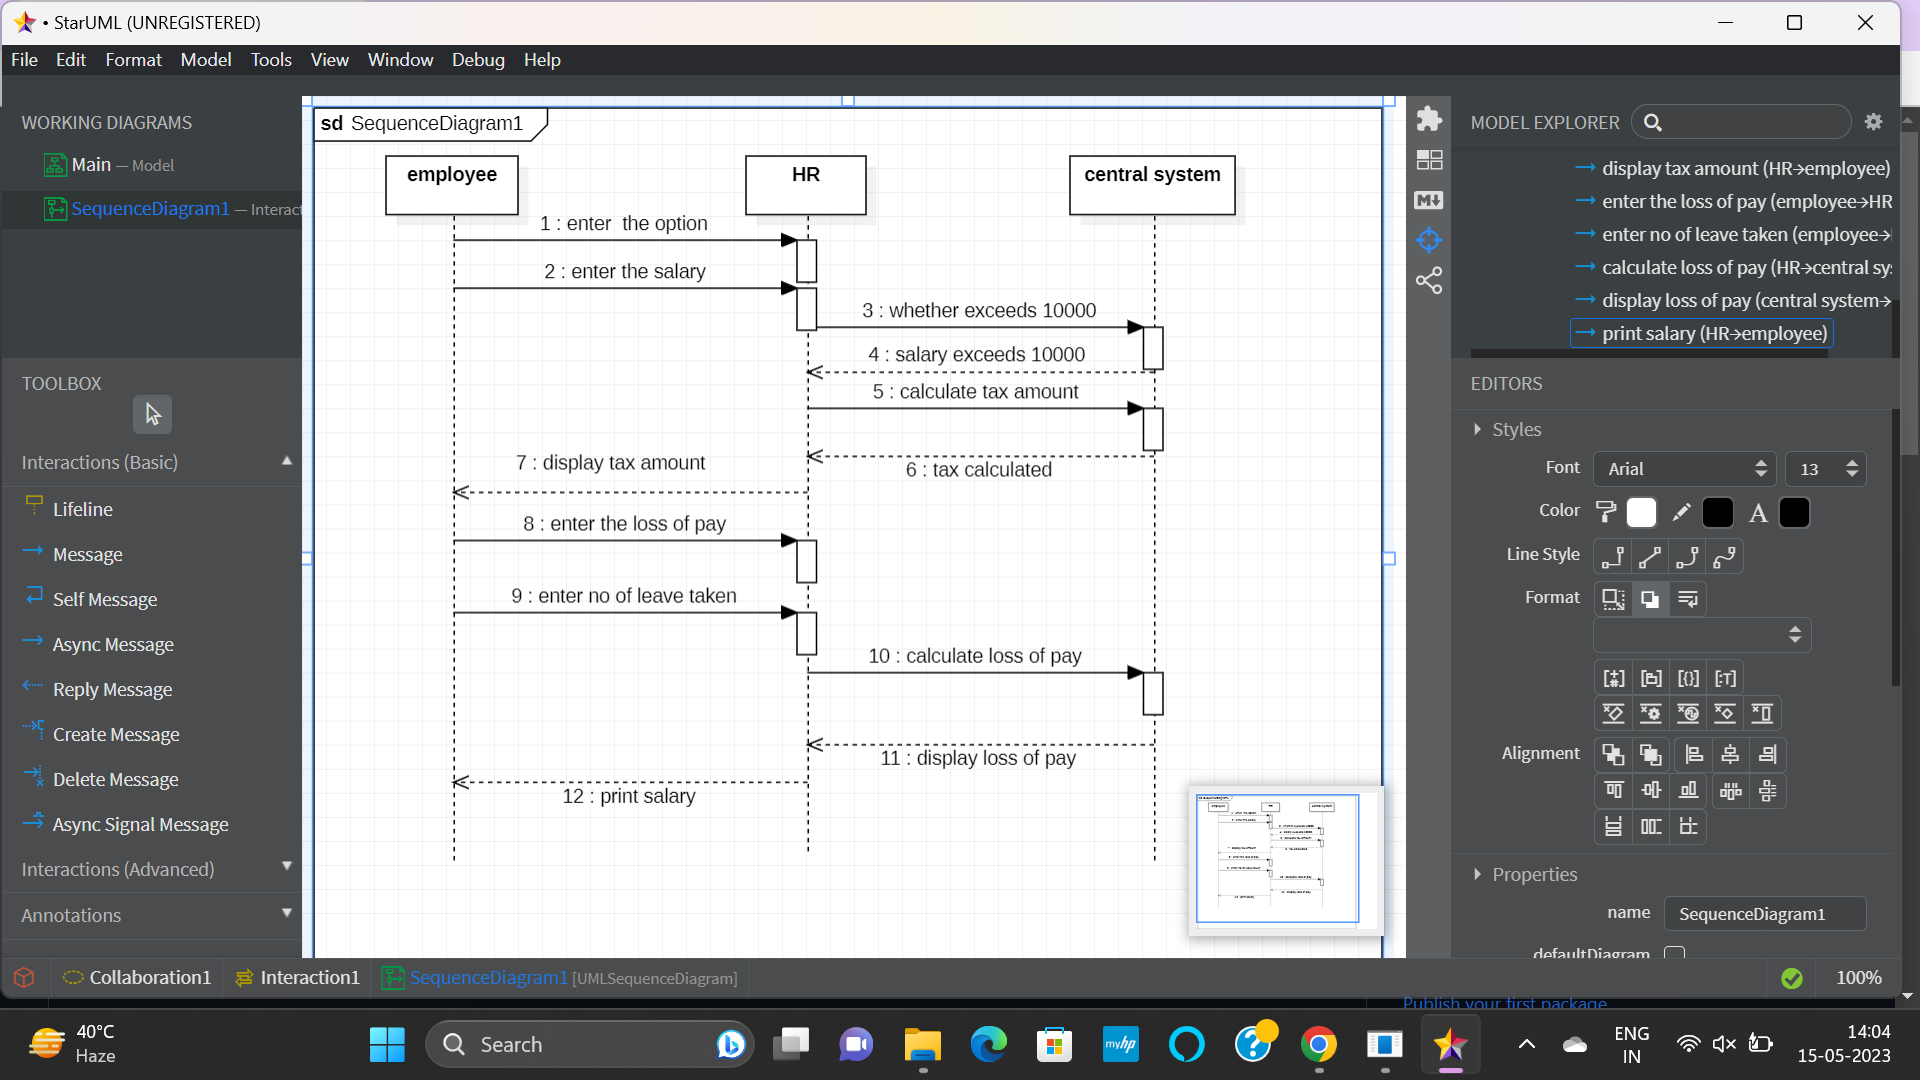 • StarUML (UNREGISTERED)
File Edit Format Model Tools View Window Debug Help
WORKING DIAGRAMS
Main — Model
SequenceDiagram1 — Interact
TOOLBOX
Interactions (Basic)
Lifeline
Message
Self Message
Async Message
Reply Message
Create Message
Delete Message
Async Signal Message
Interactions (Advanced)
Annotations
sd SequenceDiagram1
employee
HR
central system
1 : enter  the option
2 : enter the salary
3 : whether exceeds 10000
4 : salary exceeds 10000
5 : calculate tax amount
6 : tax calculated
7 : display tax amount
8 : enter the loss of pay
9 : enter no of leave taken
10 : calculate loss of pay
11 : display loss of pay
12 : print salary
MODEL EXPLORER
display tax amount (HR→employee)
enter the loss of pay (employee→HR
enter no of leave taken (employee→
calculate loss of pay (HR→central sy
display loss of pay (central system→
print salary (HR→employee)
EDITORS
Styles
Font Arial 13
Color A
Line Style
Format
Alignment
Properties
name SequenceDiagram1
defaultDiagram
Collaboration1 Interaction1 SequenceDiagram1 [UMLSequenceDiagram] 100%
Publish your first package
40°C
Haze
Search
myhp
ENG
IN
14:04
15-05-2023